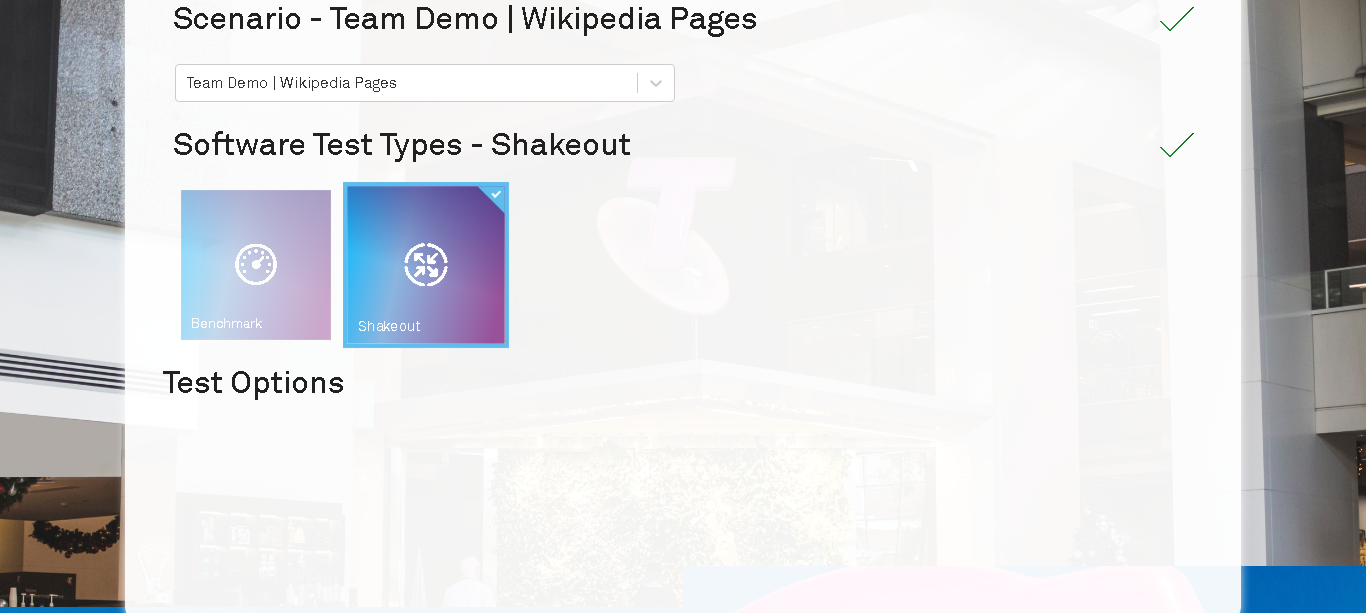 Scenario - Team Demo | Wikipedia Pages
Team Demo | Wikipedia Pages
Software Test Types - Shakeout
Benchmark
Shakeout
Test Options